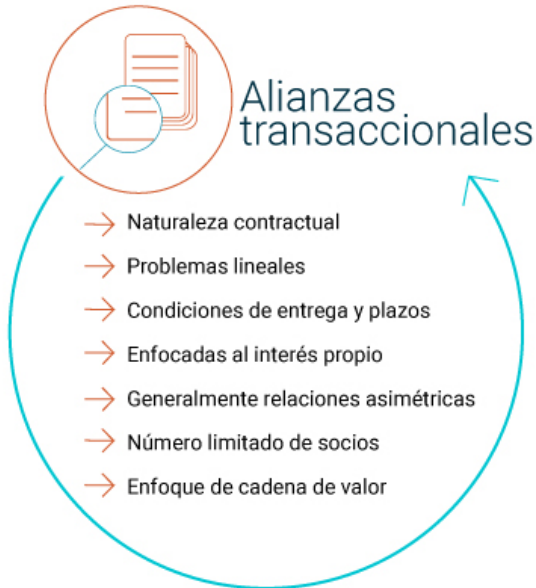 Alianzas
transaccionales
Naturaleza contractual
Problemas lineales
Condiciones de entrega y plazos
Enfocadas al interés propio
Generalmente relaciones asimétricas
Número limitado de socios
Enfoque de cadena de valor